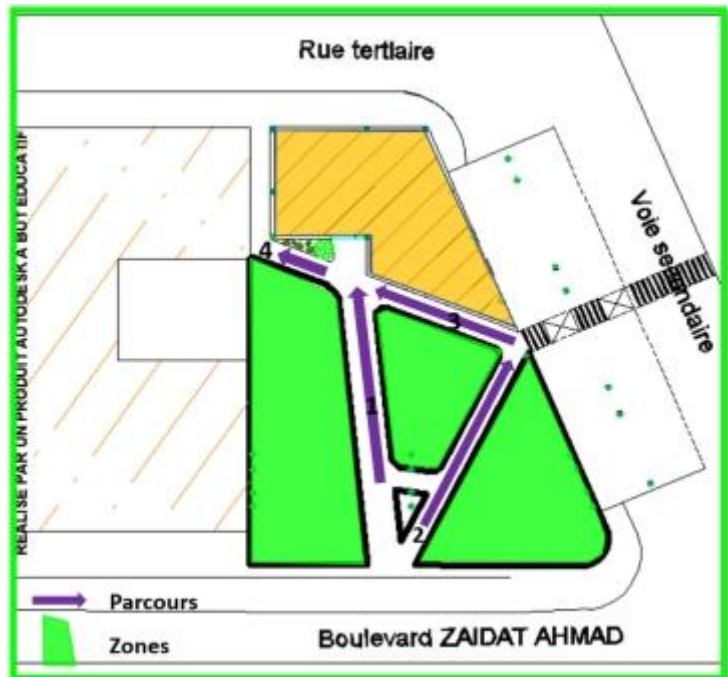 Rue tertiaire
REALISE PAR UN PRODUIT AUTODESK A BUT EDUCATIF
Voie secondaire
4
3
1
2
Parcours
Zones
Boulevard ZAIDAT AHMAD